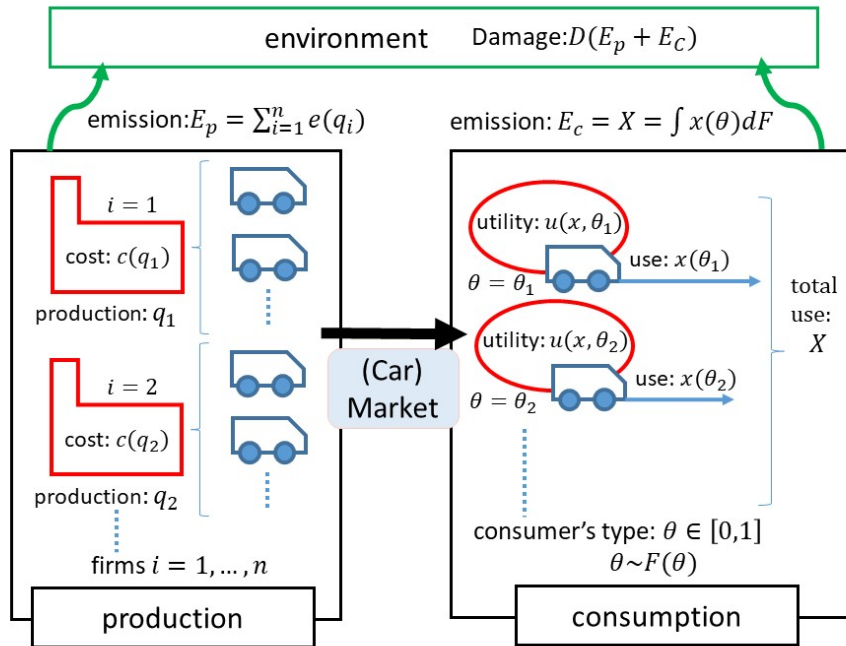 environment Damage:D(E_p + E_C)
emission:E_p = ∑_{i=1}^{n} e(q_i)
emission: E_c = X = ∫ x(θ)dF
i = 1
cost: c(q_1)
production: q_1
i = 2
cost: c(q_2)
production: q_2
firms i = 1, … , n
production
(Car)
Market
utility: u(x, θ_1)
use: x(θ_1)
θ = θ_1
utility: u(x, θ_2)
use: x(θ_2)
θ = θ_2
total
use:
X
consumer’s type: θ ∈ [0,1]
θ~F(θ)
consumption